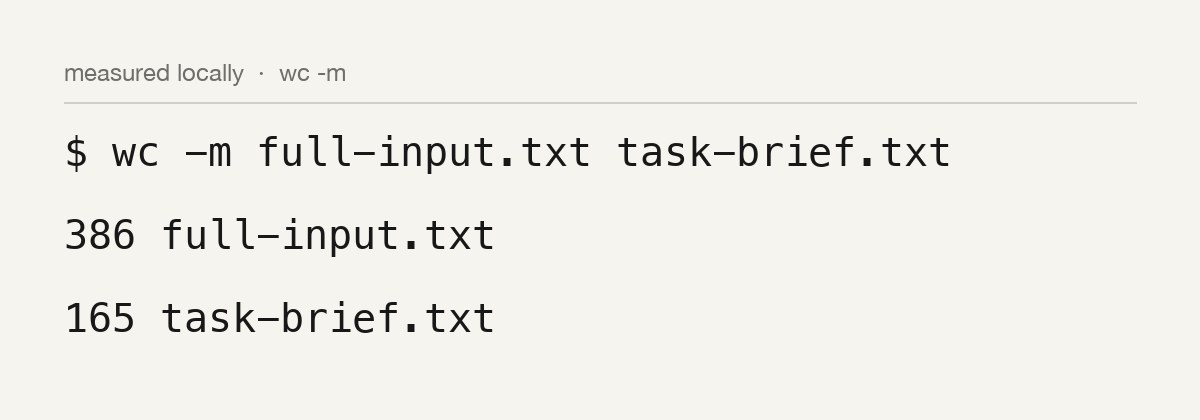 measured locally · wc -m
$ wc -m full-input.txt task-brief.txt
386 full-input.txt
165 task-brief.txt